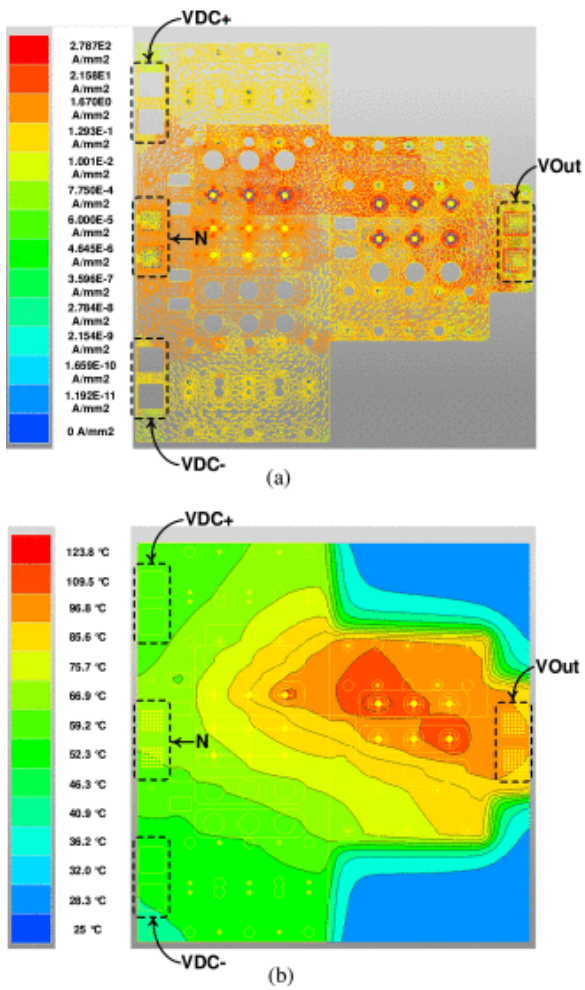 VDC+
2.787E2
A/mm2
2.158E1
A/mm2
1.670E0
A/mm2
1.293E-1
A/mm2
1.001E-2
A/mm2
7.750E-4
A/mm2
6.000E-5
A/mm2
4.645E-6
A/mm2
3.596E-7
A/mm2
2.784E-8
A/mm2
2.154E-9
A/mm2
1.659E-10
A/mm2
1.192E-11
A/mm2
0 A/mm2
VOut
N
VDC-
(a)
VDC+
123.8 °C
109.5 °C
96.8 °C
85.6 °C
75.7 °C
66.9 °C
59.2 °C
52.3 °C
46.3 °C
40.9 °C
36.2 °C
32.0 °C
28.3 °C
25 °C
VOut
N
VDC-
(b)